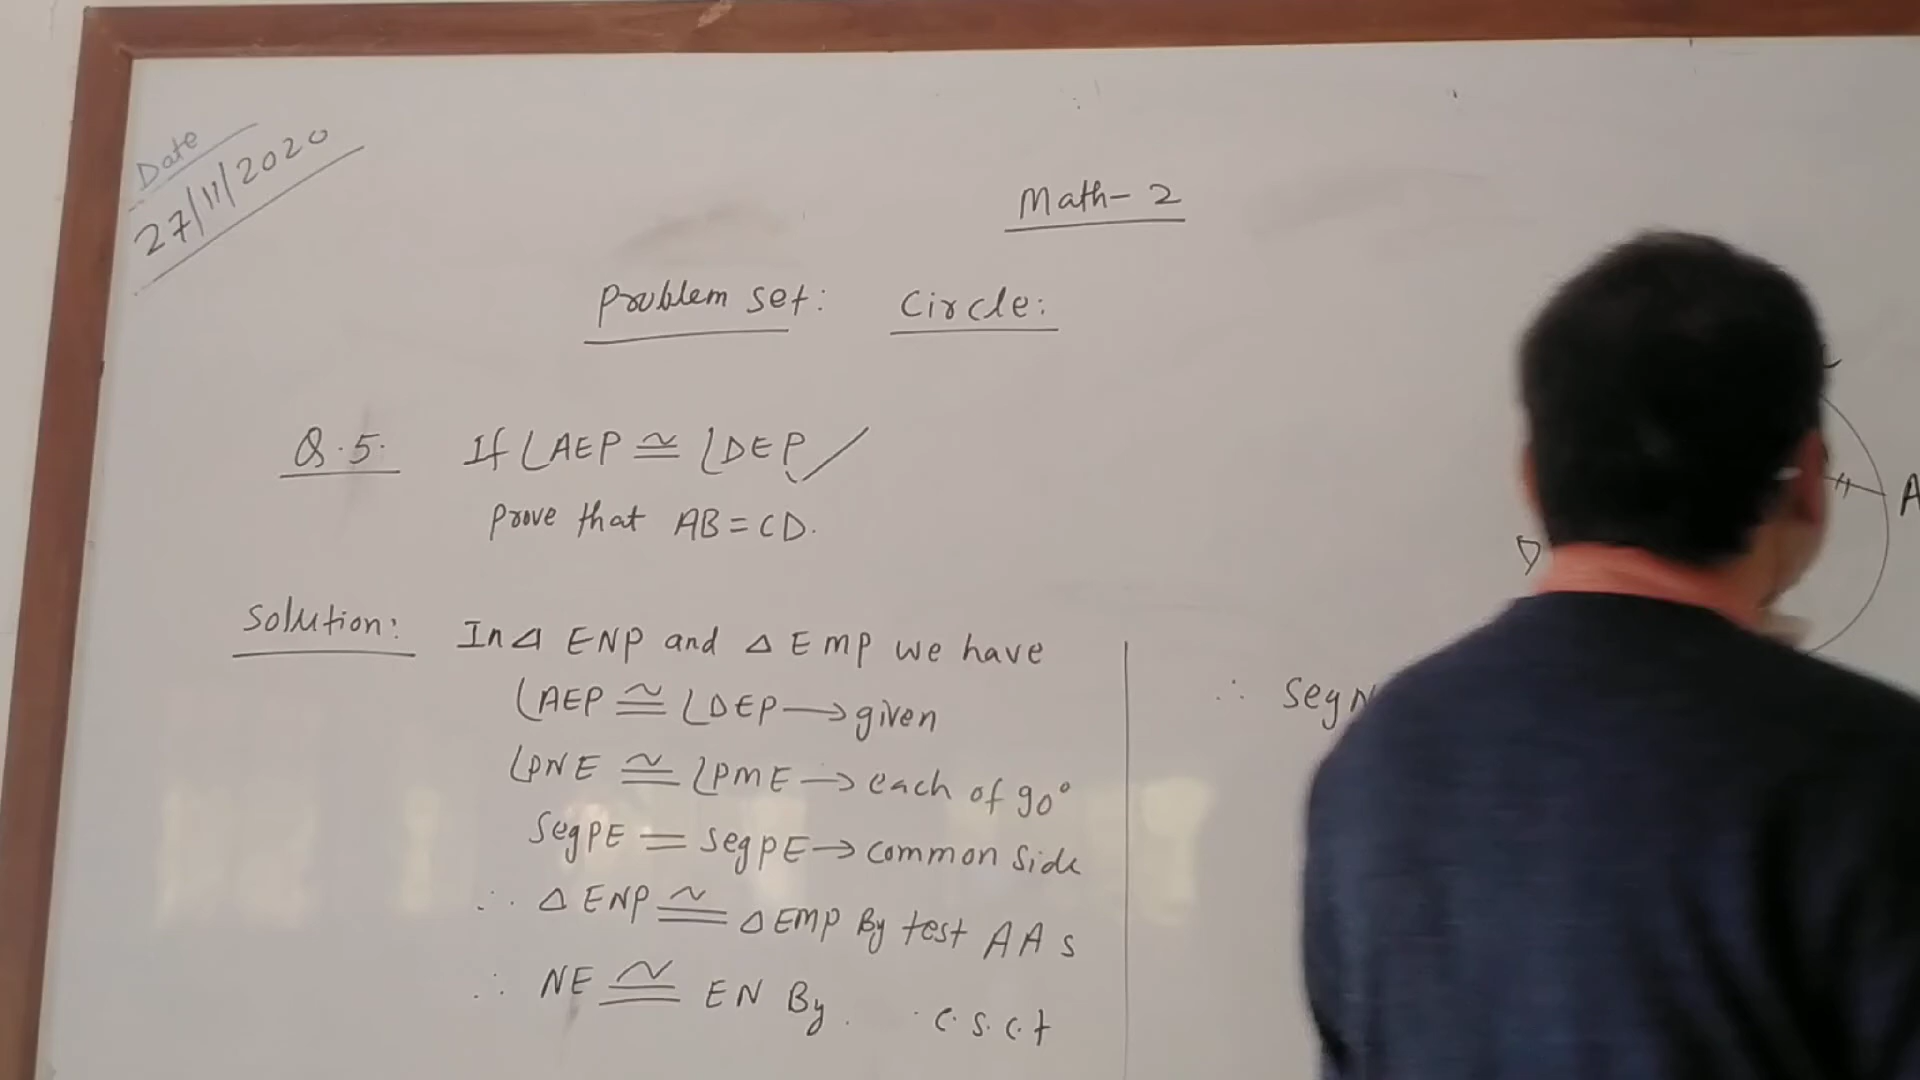 Date
27/11/2020
Math-2
Problem set: Circle:
Q.5. If ∠AEP ≅ ∠DEP
Prove that AB = CD.
Solution: In △ ENP and △ EMP we have
∠AEP ≅ ∠DEP → given
∠PNE ≅ ∠PME → each of 90°
Seg PE = seg PE → common side
∴ △ ENP ≅ △ EMP By test A A S
∴ NE ≅ EN By . c. s. c. t
A
D
∴ seg